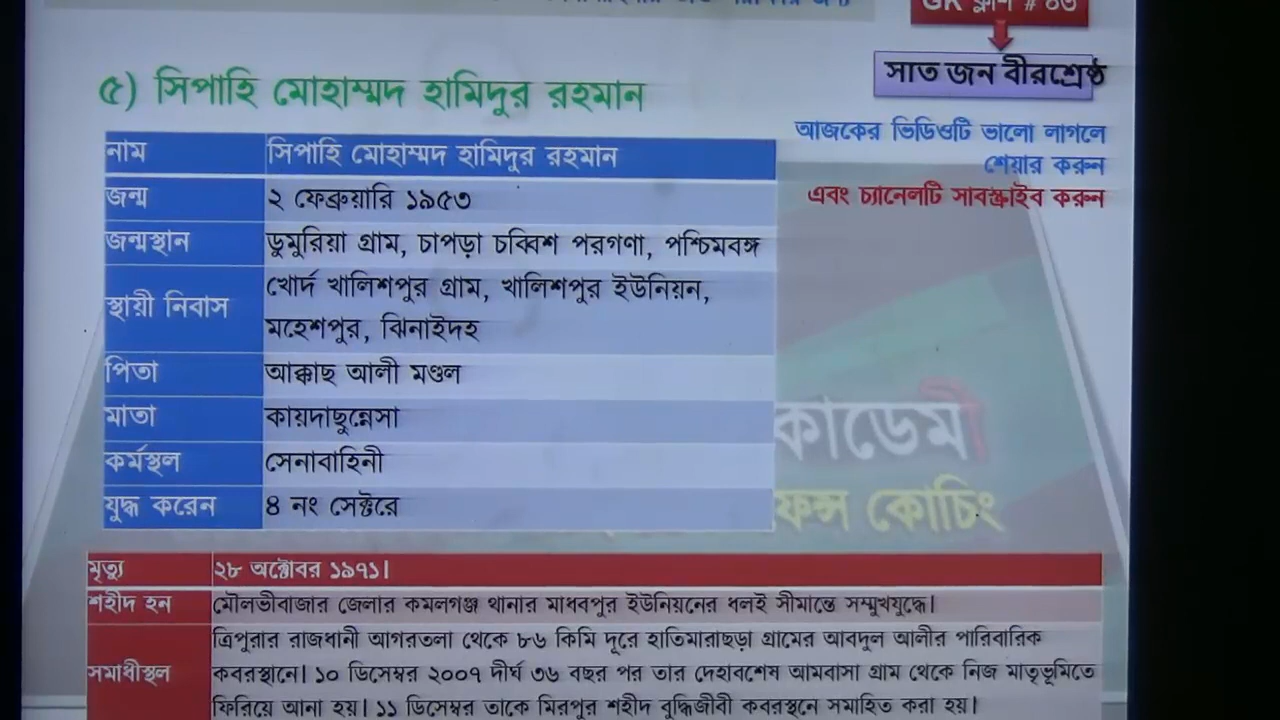 GK ক্লাশ # ০৩
সাত জন বীরশ্রেষ্ঠ
৫) সিপাহি মোহাম্মদ হামিদুর রহমান
আজকের ভিডিওটি ভালো লাগলে
শেয়ার করুন
এবং চ্যানেলটি সাবস্ক্রাইব করুন
নাম সিপাহি মোহাম্মদ হামিদুর রহমান
জন্ম ২ ফেব্রুয়ারি ১৯৫৩
জন্মস্থান ডুমুরিয়া গ্রাম, চাপড়া চব্বিশ পরগণা, পশ্চিমবঙ্গ
স্থায়ী নিবাস খোর্দ খালিশপুর গ্রাম, খালিশপুর ইউনিয়ন,
মহেশপুর, ঝিনাইদহ
পিতা আক্কাছ আলী মণ্ডল
মাতা কায়দাছুন্নেসা
কর্মস্থল সেনাবাহিনী
যুদ্ধ করেন ৪ নং সেক্টরে
কাডেমী
ফেন্স কোচিং
মৃত্যু ২৮ অক্টোবর ১৯৭১।
শহীদ হন মৌলভীবাজার জেলার কমলগঞ্জ থানার মাধবপুর ইউনিয়নের ধলই সীমান্তে সম্মুখযুদ্ধে।
সমাধীস্থল ত্রিপুরার রাজধানী আগরতলা থেকে ৮৬ কিমি দূরে হাতিমারাছড়া গ্রামের আবদুল আলীর পারিবারিক
কবরস্থানে। ১০ ডিসেম্বর ২০০৭ দীর্ঘ ৩৬ বছর পর তার দেহাবশেষ আমবাসা গ্রাম থেকে নিজ মাতৃভূমিতে
ফিরিয়ে আনা হয়। ১১ ডিসেম্বর তাকে মিরপুর শহীদ বুদ্ধিজীবী কবরস্থনে সমাহিত করা হয়।